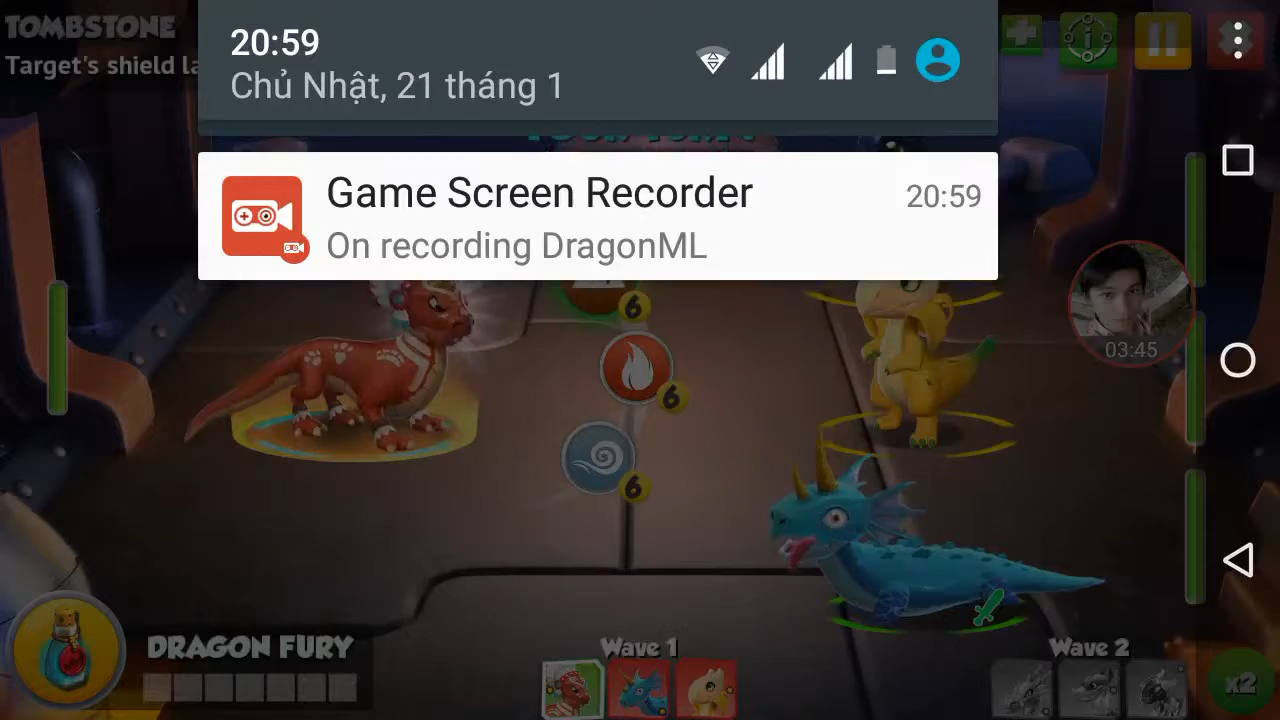 TOMBSTONE
Target's shield la
20:59
Chủ Nhật, 21 tháng 1
Game Screen Recorder
20:59
On recording DragonML
6
6
6
03:45
DRAGON FURY
Wave 1
Wave 2
x2